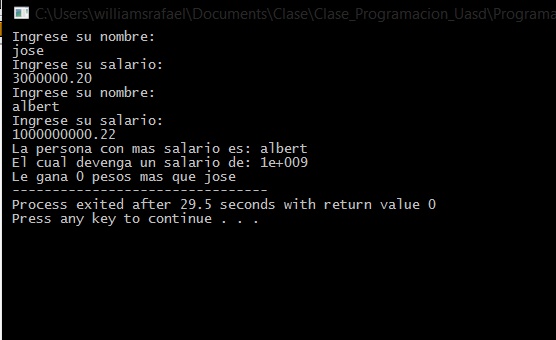 C:\Users\williamsrafael\Documents\Clase\Clase_Programacion_Uasd\Programa
Ingrese su nombre:
jose
Ingrese su salario:
3000000.20
Ingrese su nombre:
albert
Ingrese su salario:
1000000000.22
La persona con mas salario es: albert
El cual devenga un salario de: 1e+009
Le gana 0 pesos mas que jose
--------------------------------
Process exited after 29.5 seconds with return value 0
Press any key to continue . . .